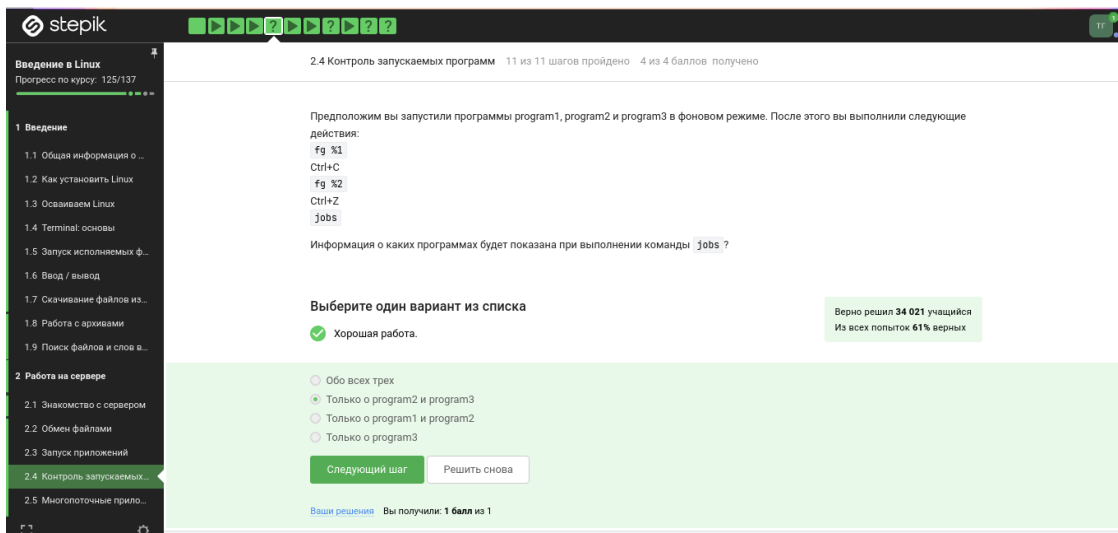 stepik
? ? ? ?
ТГ 1
Введение в Linux
Прогресс по курсу: 125/137
1 Введение
1.1 Общая информация о ...
1.2 Как установить Linux
1.3 Осваиваем Linux
1.4 Terminal: основы
1.5 Запуск исполняемых ф...
1.6 Ввод / вывод
1.7 Скачивание файлов из...
1.8 Работа с архивами
1.9 Поиск файлов и слов в...
2 Работа на сервере
2.1 Знакомство с сервером
2.2 Обмен файлами
2.3 Запуск приложений
2.4 Контроль запускаемых...
2.5 Многопоточные прило...
2.4 Контроль запускаемых программ 11 из 11 шагов пройдено 4 из 4 баллов получено
Предположим вы запустили программы program1, program2 и program3 в фоновом режиме. После этого вы выполнили следующие
действия:
fg %1
Ctrl+C
fg %2
Ctrl+Z
jobs
Информация о каких программах будет показана при выполнении команды jobs ?
Выберите один вариант из списка
Хорошая работа.
Верно решил 34 021 учащийся
Из всех попыток 61% верных
Обо всех трех
Только о program2 и program3
Только о program1 и program2
Только о program3
Следующий шаг Решить снова
Ваши решения Вы получили: 1 балл из 1